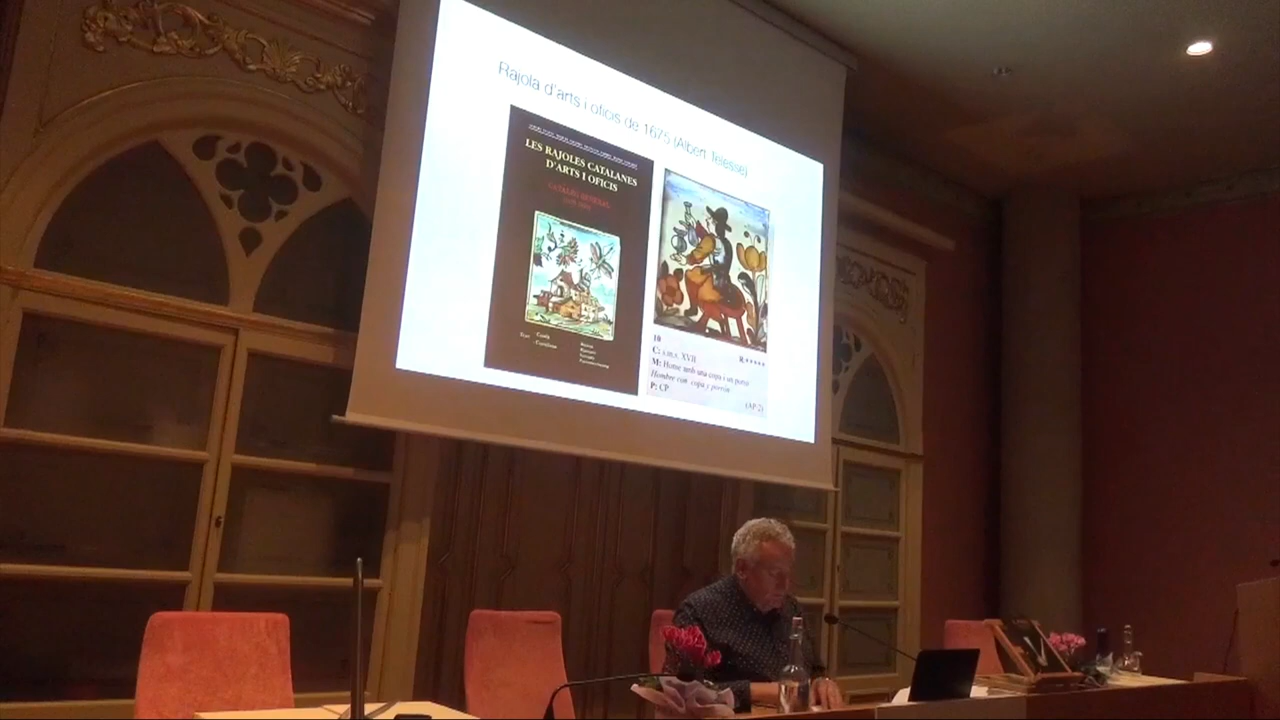 Rajola d'arts i oficis de 1675 (Albert Telesse)
LES RAJOLES CATALANES
D'ARTS I OFICIS
CATÀLEG GENERAL
10
C: XVII
R*****
M: Home amb una copa i un porró
Hombre con copa y porrón
P: CP
(AP 2)